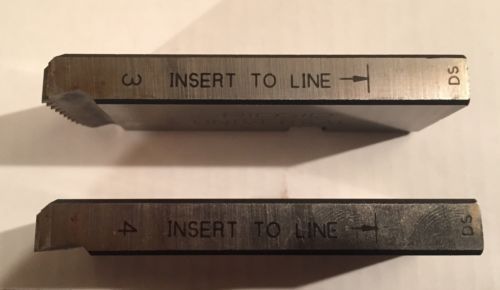 3 INSERT TO LINE DS
4 INSERT TO LINE DS